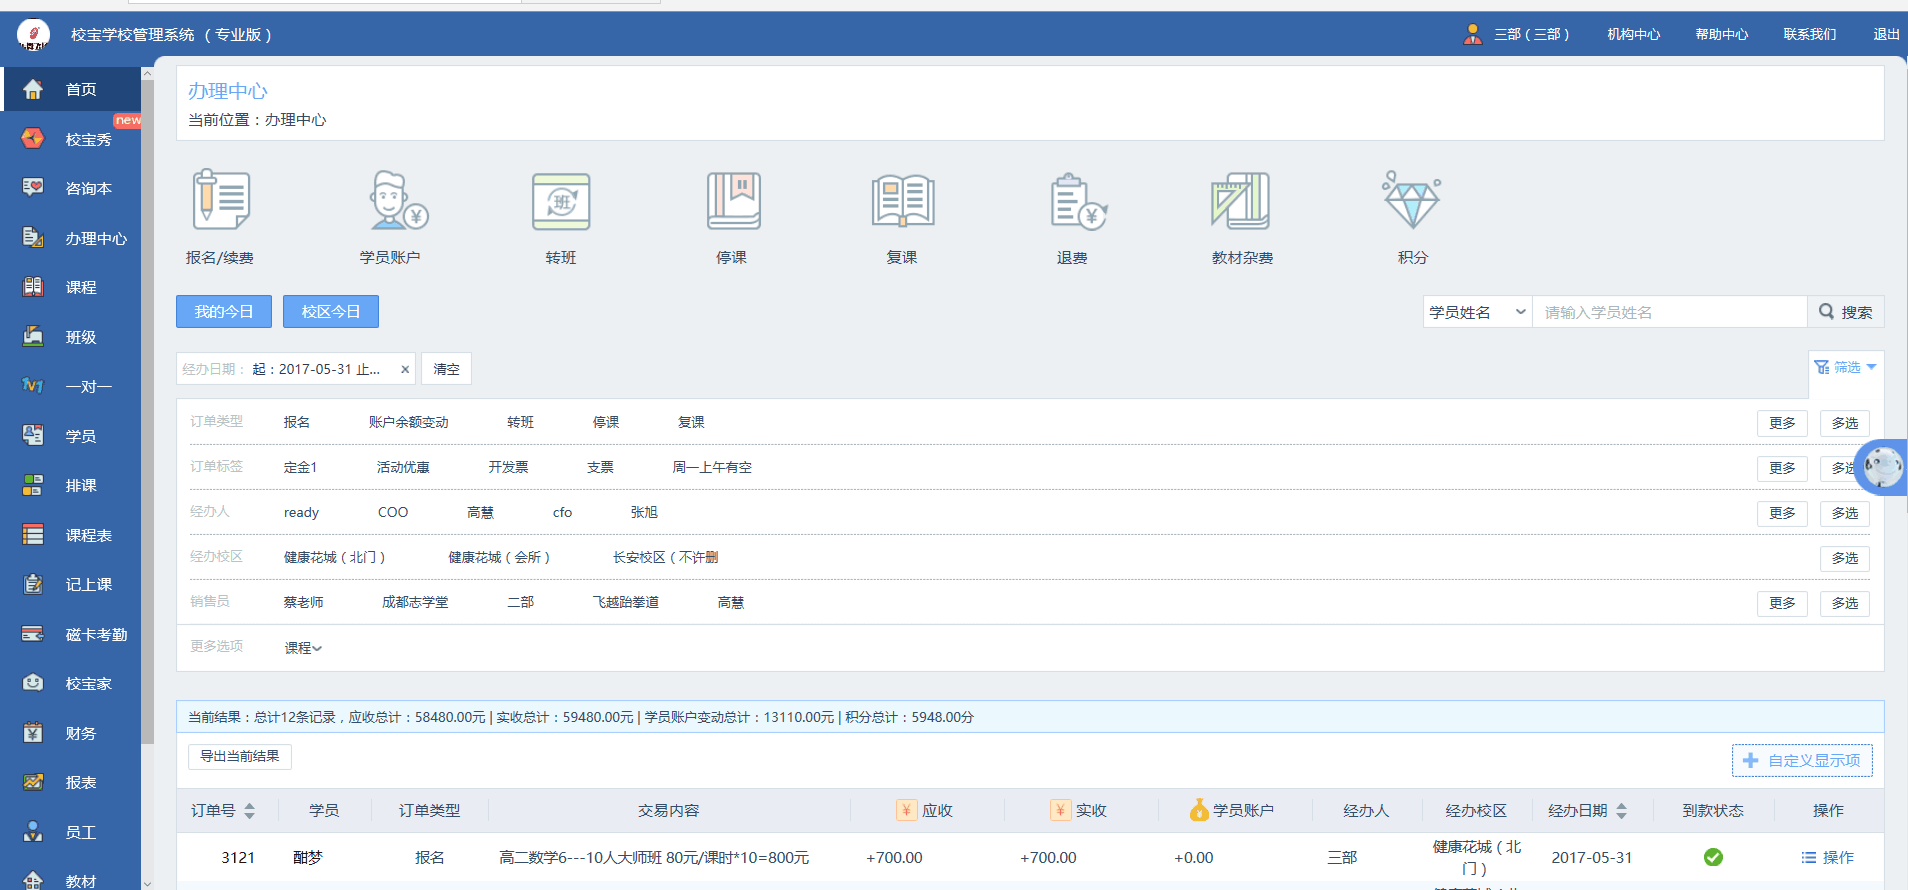 校宝学校管理系统 （专业版）
三部（三部） 机构中心 帮助中心 联系我们 退出
首页
new
校宝秀
咨询本
办理中心
课程
班级
一对一
学员
排课
课程表
记上课
磁卡考勤
校宝家
财务
报表
员工
教材
办理中心
当前位置：办理中心
班
报名/续费 学员账户 转班 停课 复课 退费 教材杂费 积分
我的今日 校区今日 学员姓名 请输入学员姓名 搜索
经办日期： 起：2017-05-31 止... × 清空 筛选
订单类型 报名 账户余额变动 转班 停课 复课 更多 多选
订单标签 定金1 活动优惠 开发票 支票 周一上午有空 更多 多选
经办人 ready COO 高慧 cfo 张旭 更多 多选
经办校区 健康花城（北门） 健康花城（会所） 长安校区（不许删 多选
销售员 蔡老师 成都志学堂 二部 飞越跆拳道 高慧 更多 多选
更多选项 课程
当前结果：总计12条记录，应收总计：58480.00元 | 实收总计：59480.00元 | 学员账户变动总计：13110.00元 | 积分总计：5948.00分
导出当前结果 自定义显示项
订单号 学员 订单类型 交易内容 ¥ 应收 ¥ 实收 学员账户 经办人 经办校区 经办日期 到款状态 操作
3121 酣梦 报名 高二数学6---10人大师班 80元/课时*10=800元 +700.00 +700.00 +0.00 三部 健康花城（北 2017-05-31 操作
门）